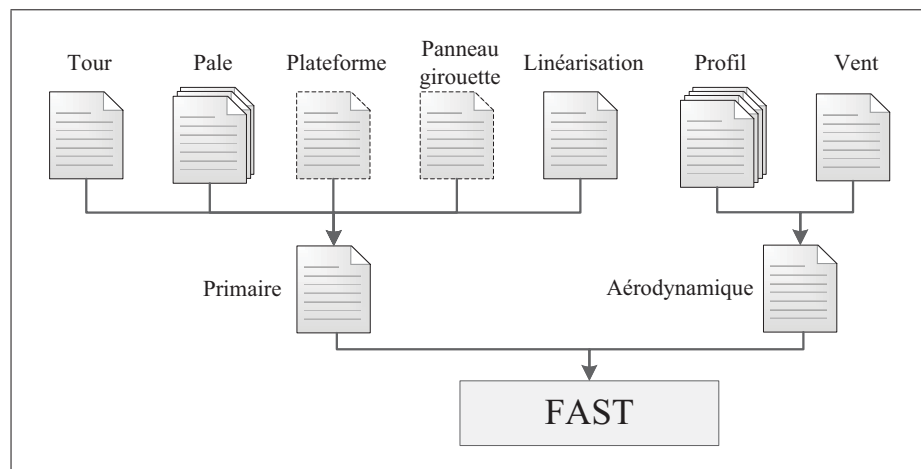 Tour
Pale
Plateforme
Panneau
girouette
Linéarisation
Profil
Vent
Primaire
Aérodynamique
FAST